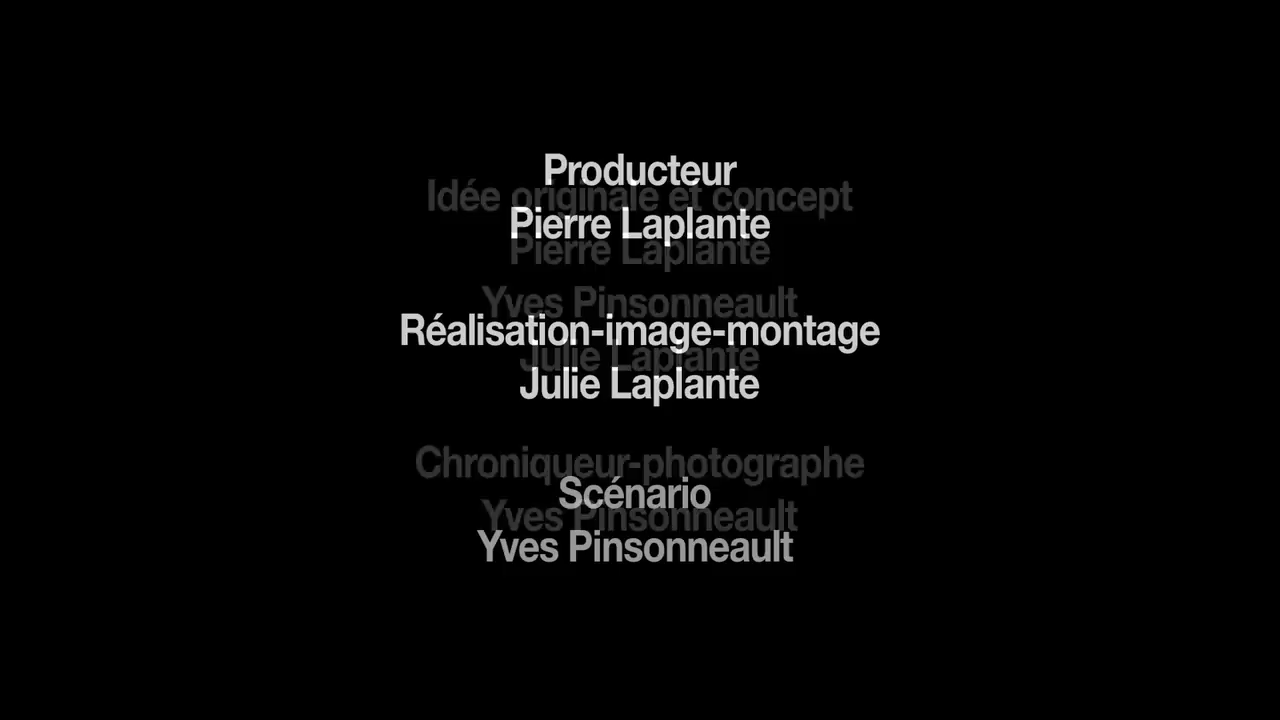 Producteur
Idée originale et concept
Pierre Laplante
Pierre Laplante
Yves Pinsonneault
Réalisation-image-montage
Julie Laplante
Julie Laplante
Chroniqueur-photographe
Scénario
Yves Pinsonneault
Yves Pinsonneault